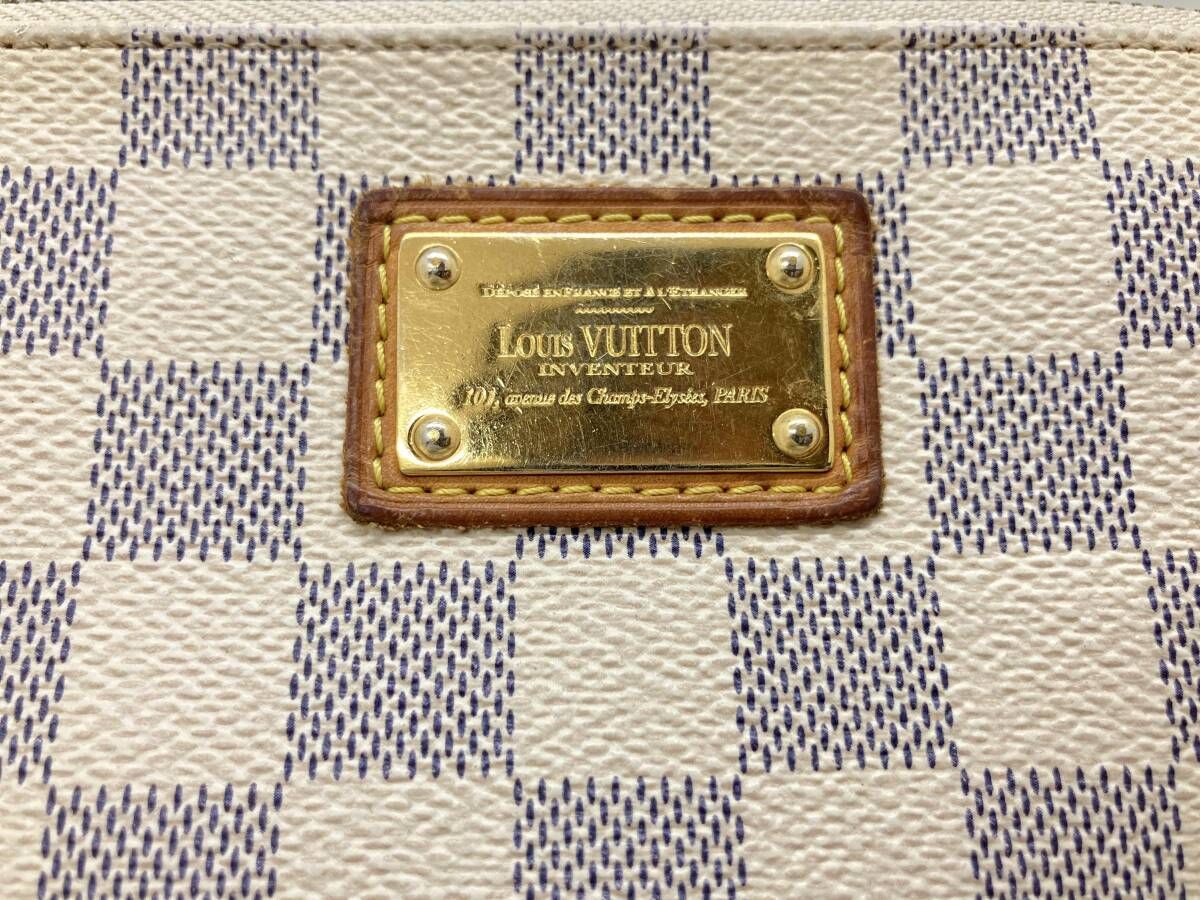 DÉPOSÉ EN FRANCE ET A L'ETRANGER
LOUIS VUITTON
INVENTEUR
101, avenue des Champs-Elysées, PARIS